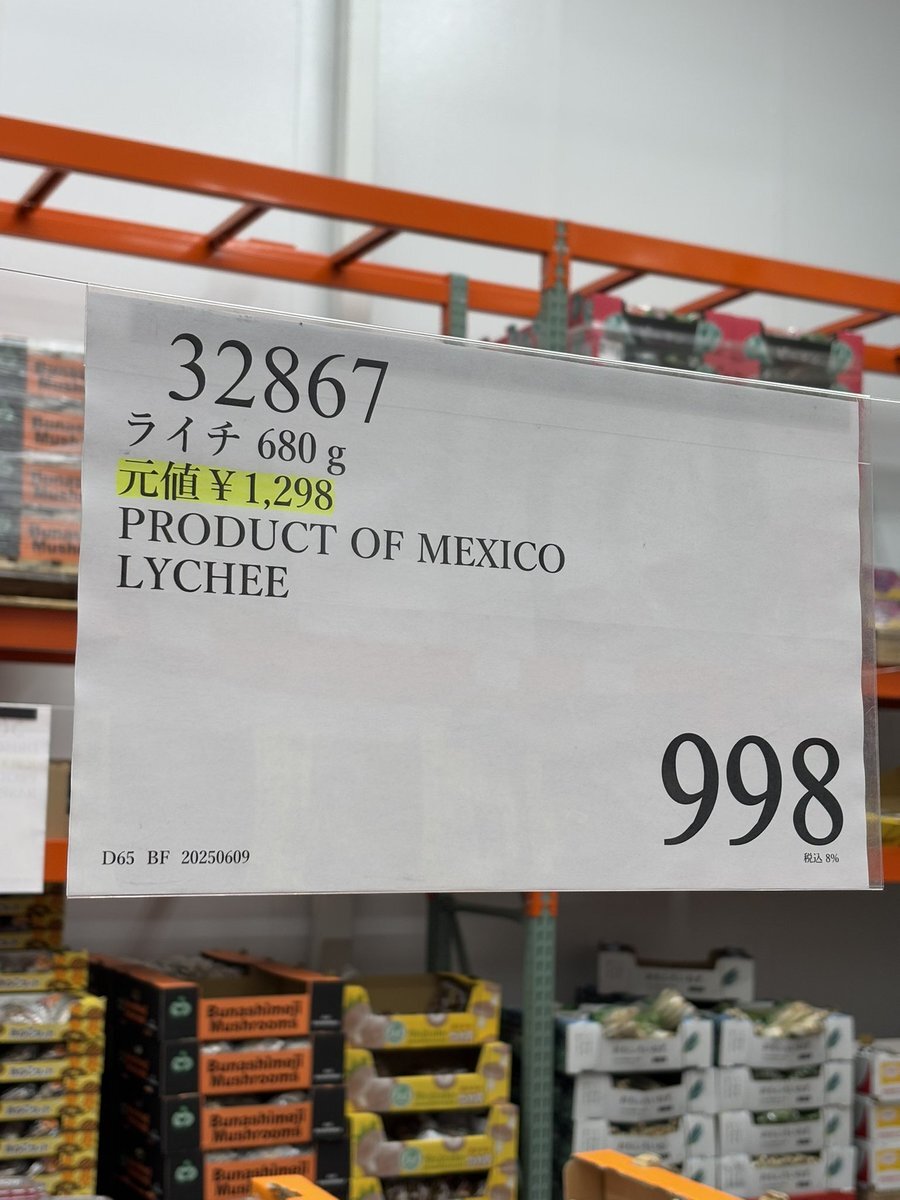 32867
ライチ 680 g
元値¥1,298
PRODUCT OF MEXICO
LYCHEE
998
税込 8%
D65 BF 20250609
Bunashimeji
Mushrooms
Bunashimeji
Mushrooms
Bunashimeji
Mushrooms
Bunashimeji